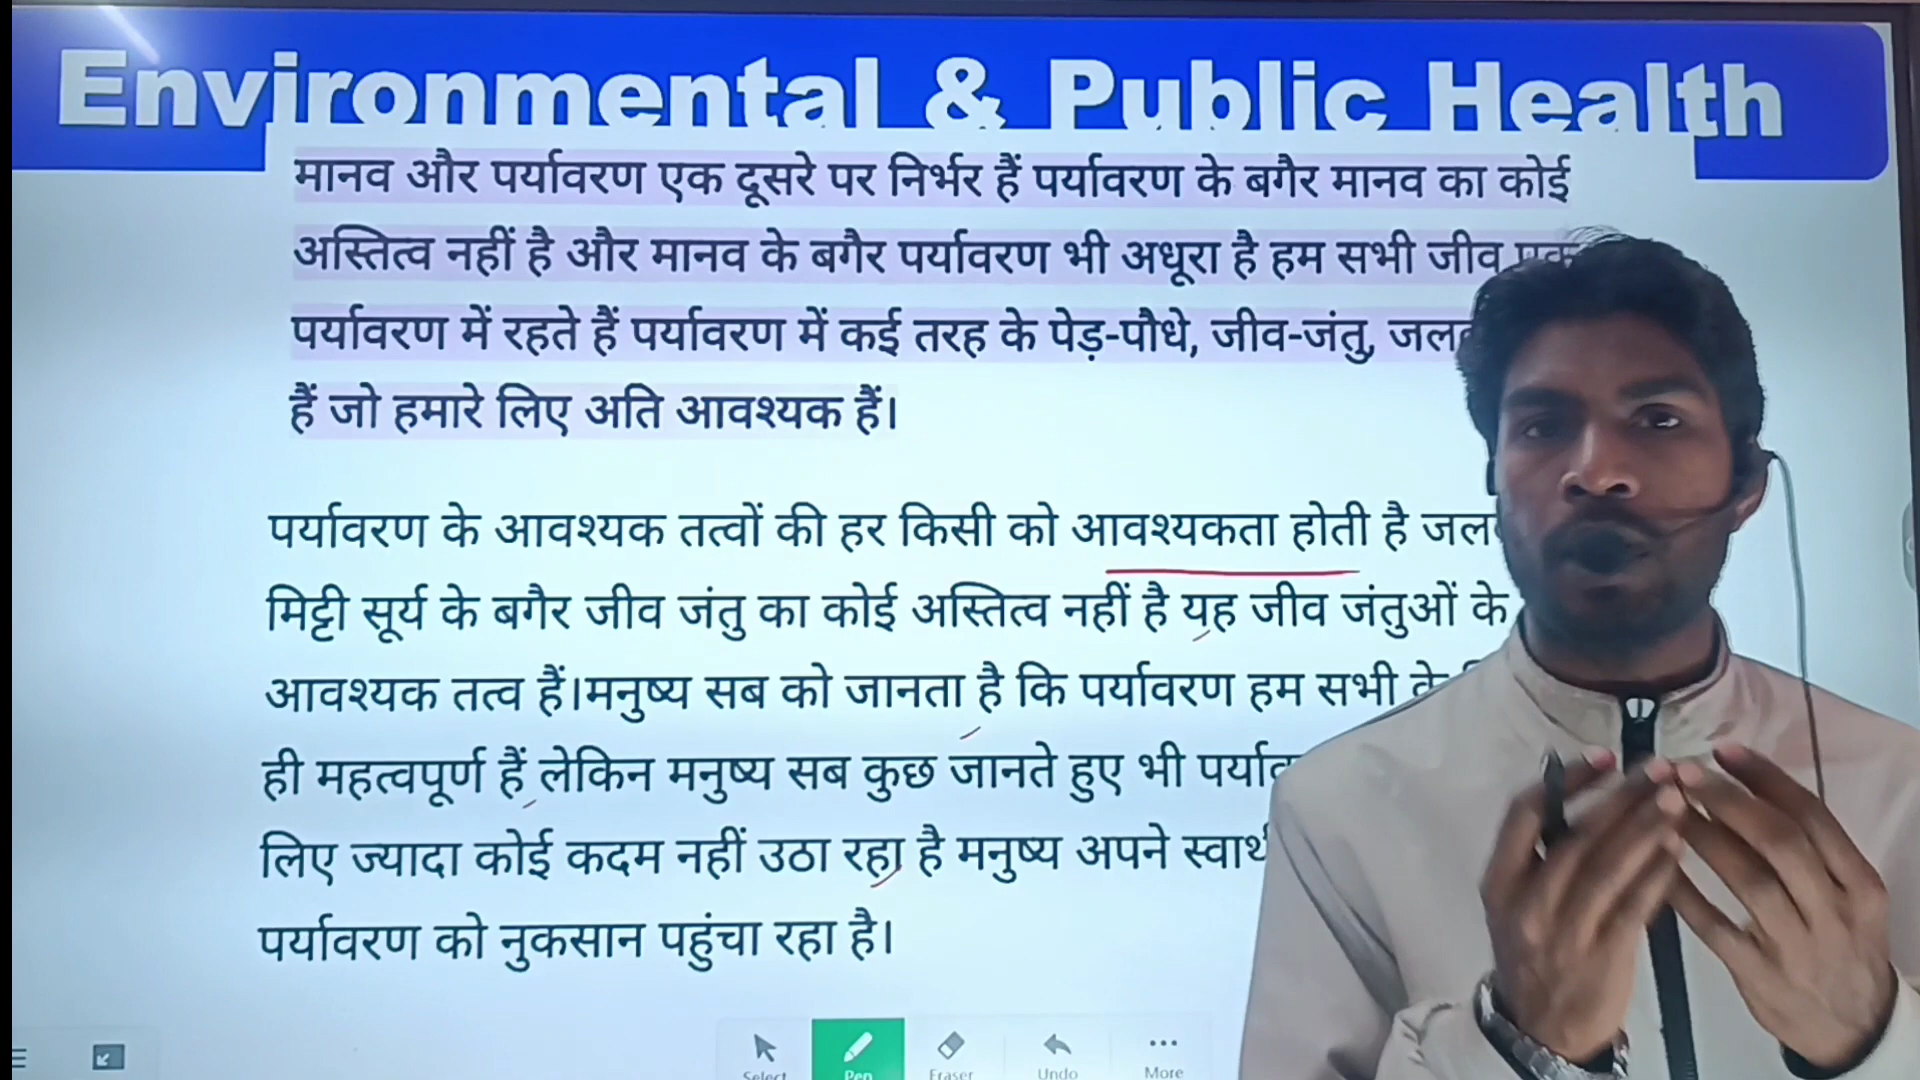 Environmental & Public Health
मानव और पर्यावरण एक दूसरे पर निर्भर हैं पर्यावरण के बगैर मानव का कोई
अस्तित्व नहीं है और मानव के बगैर पर्यावरण भी अधूरा है हम सभी जीव एक
पर्यावरण में रहते हैं पर्यावरण में कई तरह के पेड़-पौधे, जीव-जंतु,
हैं जो हमारे लिए अति आवश्यक हैं।
पर्यावरण के आवश्यक तत्वों की हर किसी को आवश्यकता होती है
मिट्टी सूर्य के बगैर जीव जंतु का कोई अस्तित्व नहीं है यह जीव जंतुओं के
आवश्यक तत्व हैं।मनुष्य सब को जानता है कि पर्यावरण हम सभी के
ही महत्वपूर्ण हैं लेकिन मनुष्य सब कुछ जानते हुए भी
लिए ज्यादा कोई कदम नहीं उठा रहा है मनुष्य अपने
पर्यावरण को नुकसान पहुंचा रहा है।
Select Pen Eraser Undo More